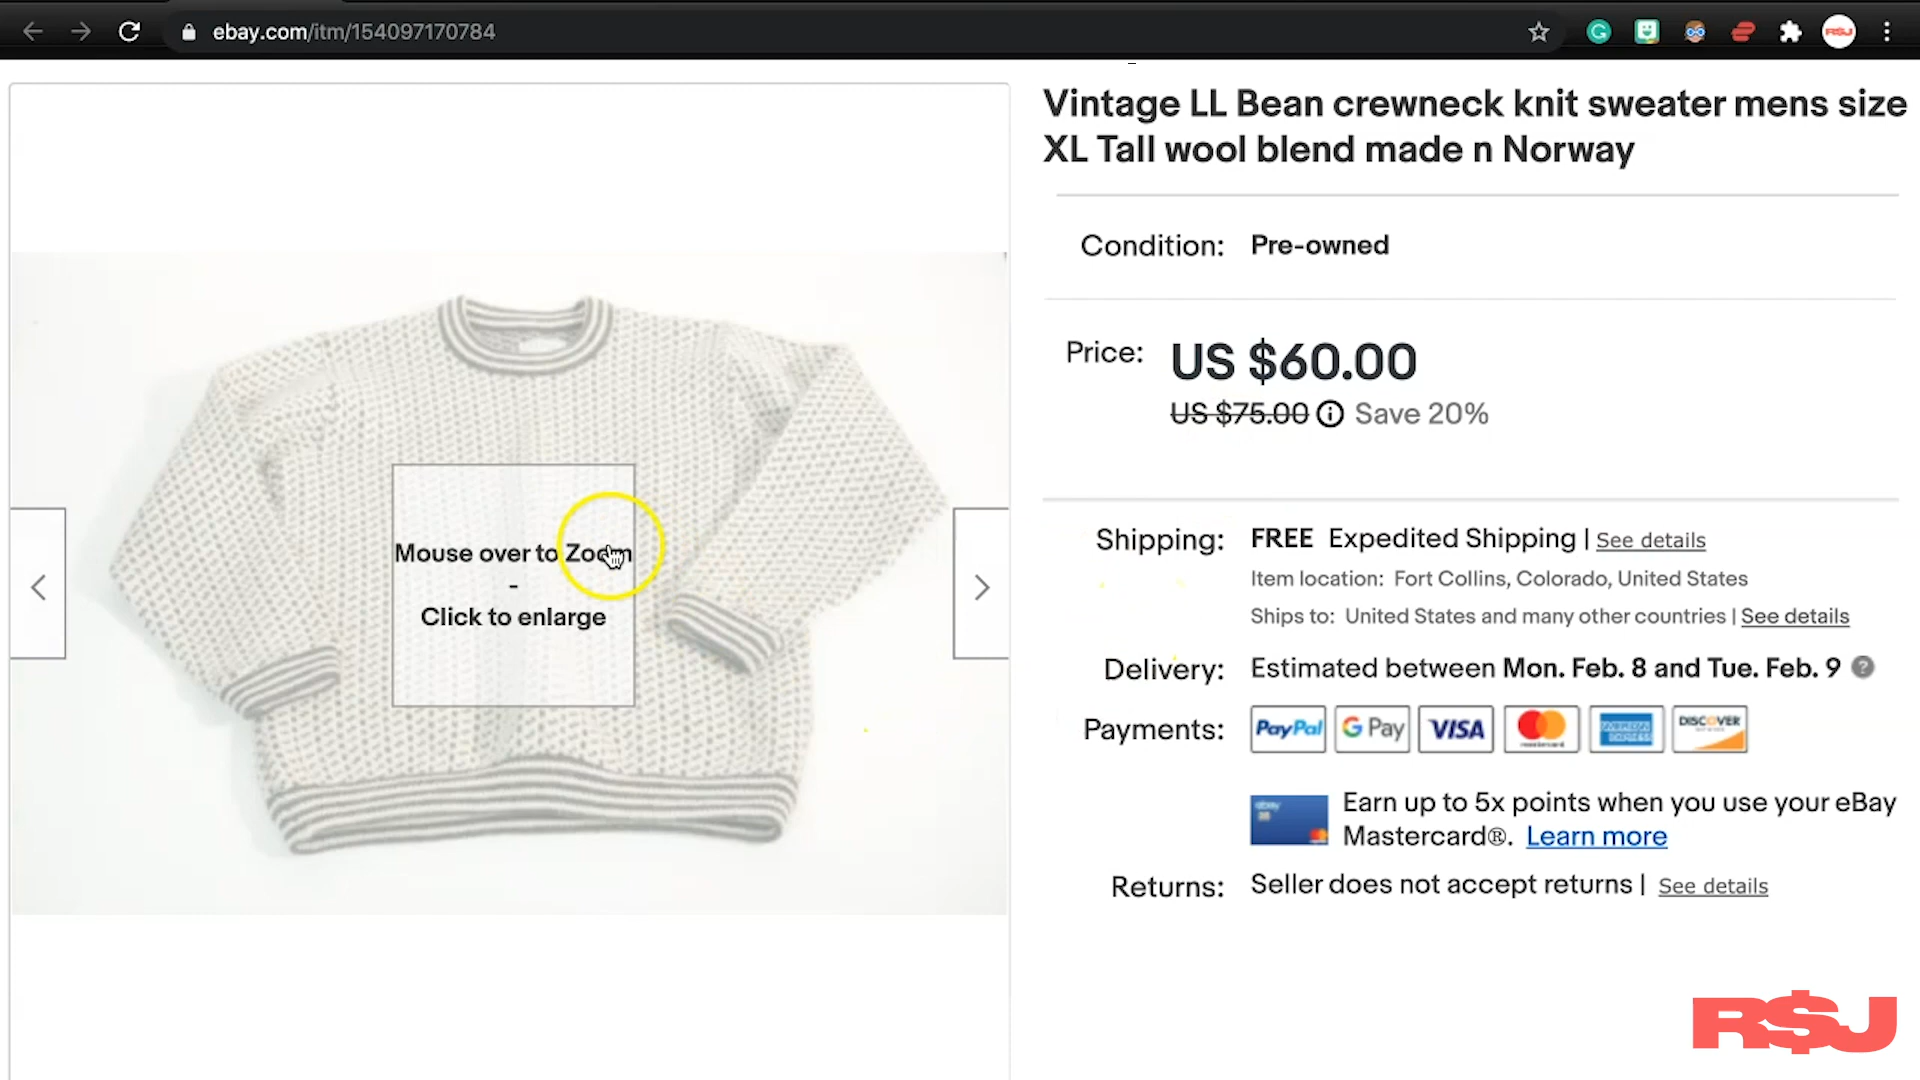 ebay.com/itm/154097170784
RSJ
Vintage LL Bean crewneck knit sweater mens size
XL Tall wool blend made n Norway
Condition: Pre-owned
Price: US $60.00
US $75.00 Save 20%
Mouse over to Zoom
-
Click to enlarge
Shipping: FREE Expedited Shipping | See details
Item location: Fort Collins, Colorado, United States
Ships to: United States and many other countries | See details
Delivery: Estimated between Mon. Feb. 8 and Tue. Feb. 9 ?
Payments: PayPal G Pay VISA mastercard AMERICAN EXPRESS DISCOVER
ebay
Earn up to 5x points when you use your eBay
Mastercard®. Learn more
Returns: Seller does not accept returns | See details
R$J